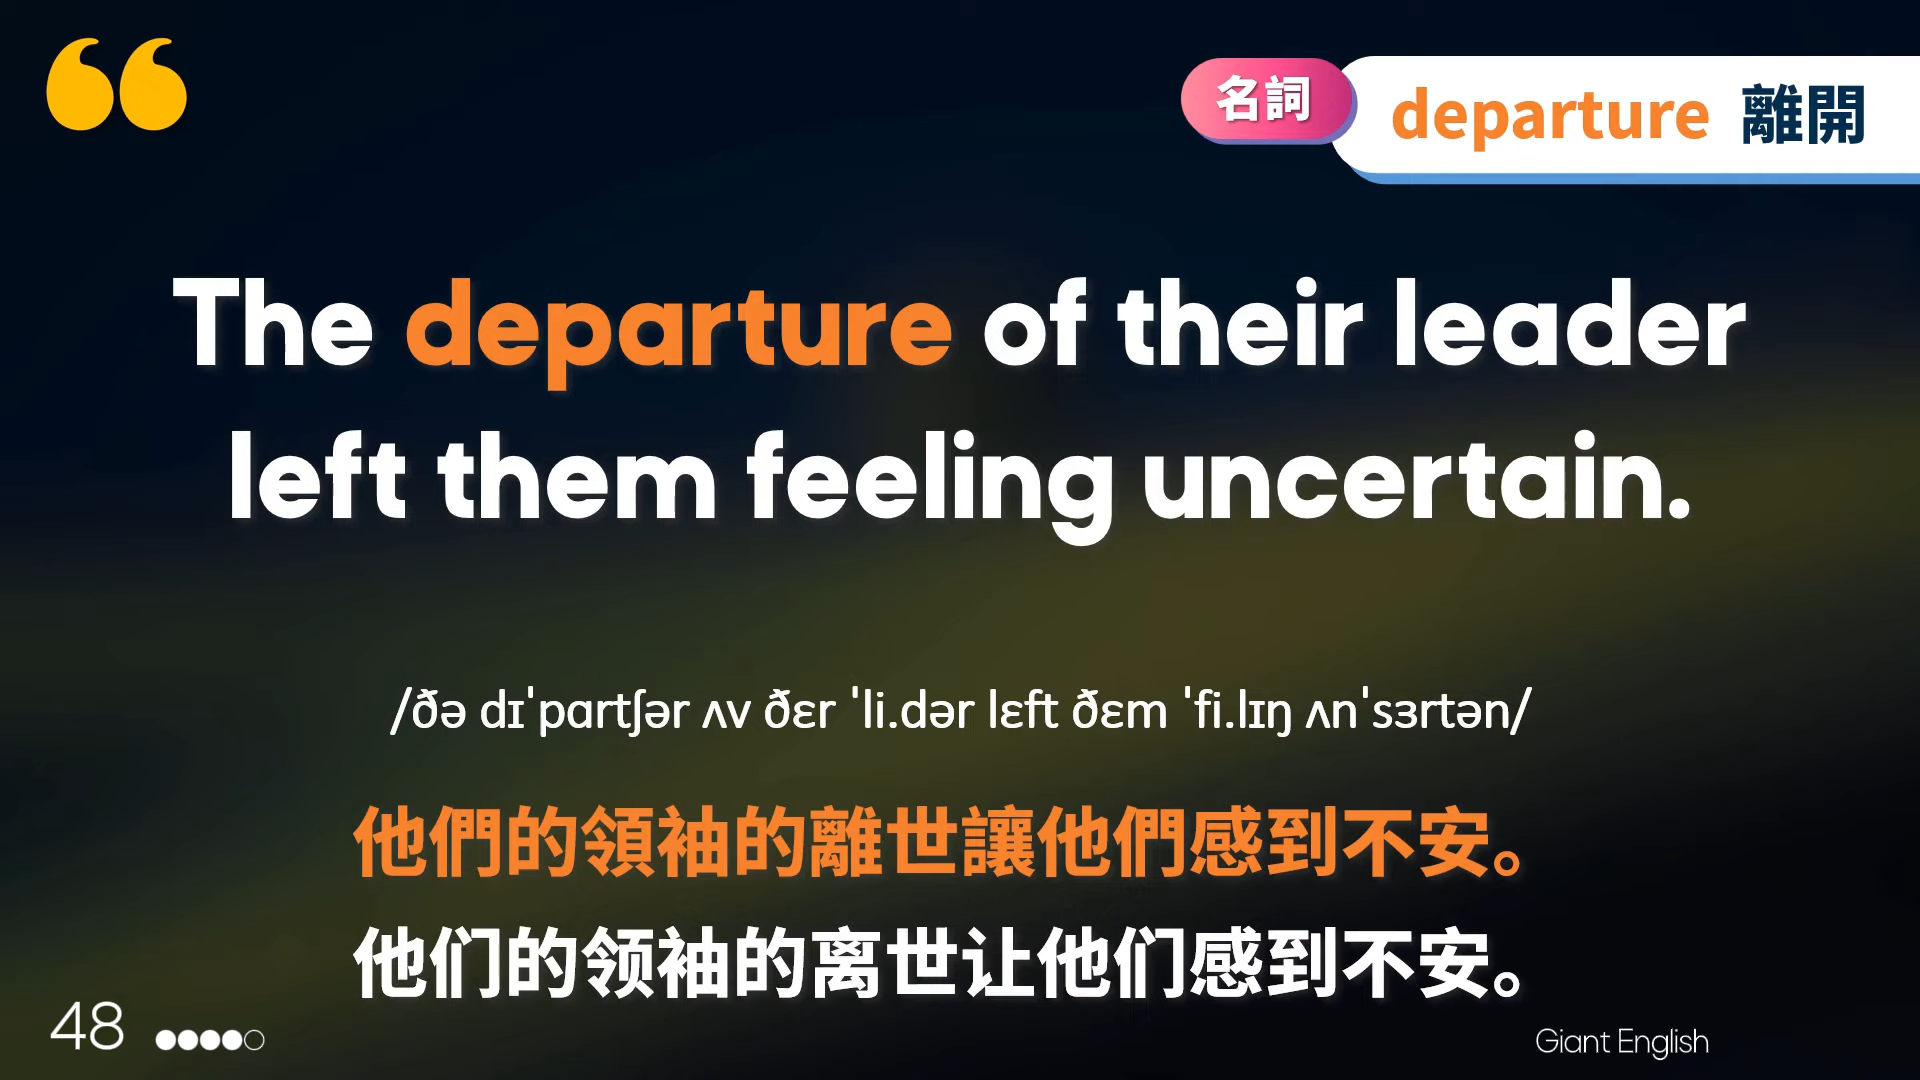 名詞
departure 離開
The departure of their leader
left them feeling uncertain.
/ðə dɪˈpɑrtʃər ʌv ðɛr ˈli.dər lɛft ðɛm ˈfi.lɪŋ ʌnˈsɜrtən/
他們的領袖的離世讓他們感到不安。
他们的领袖的离世让他们感到不安。
48
Giant English